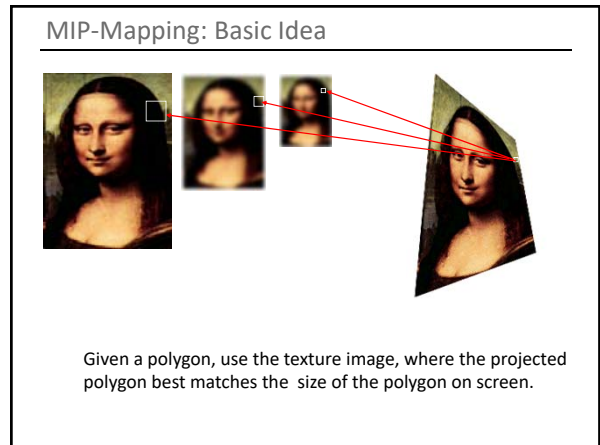 MIP-Mapping: Basic Idea
Given a polygon, use the texture image, where the projected
polygon best matches the  size of the polygon on screen.